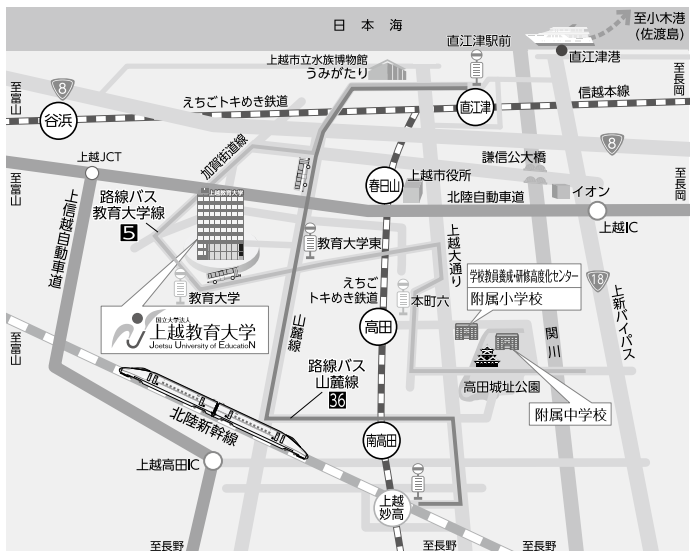 日本海
至小木港
(佐渡島)
直江津港
直江津駅前
上越市立水族博物館
うみがたり
至富山
8
谷浜
えちごトキめき鉄道
直江津
信越本線
至長岡
8
加賀街道線
謙信公大橋
上越JCT
春日山
上越市役所
イオン
至富山
北陸自動車道
至長岡
上越IC
路線バス
教育大学線
5
上越教育大学
教育大学東
上越大通り
上信越自動車道
学校教員養成・研修高度化センター
附属小学校
18
上新バイパス
教育大学
えちご
トキめき鉄道
本町六
国立大学法人
上越教育大学
Joetsu University of EducatioN
山麓線
高田
関川
至富山
路線バス
山麓線
36
高田城址公園
附属中学校
北陸新幹線
南高田
上越高田IC
上越
妙高
至長野
至長野
至長野